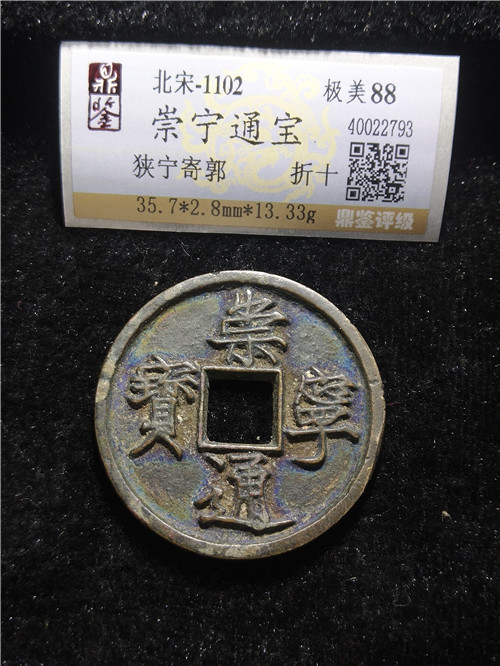 鼎鉴
北宋-1102 极美88
崇宁通宝 40022793
狭宁寄郭 折十
35.7*2.8mm*13.33g 鼎鉴评级
崇寧通寶